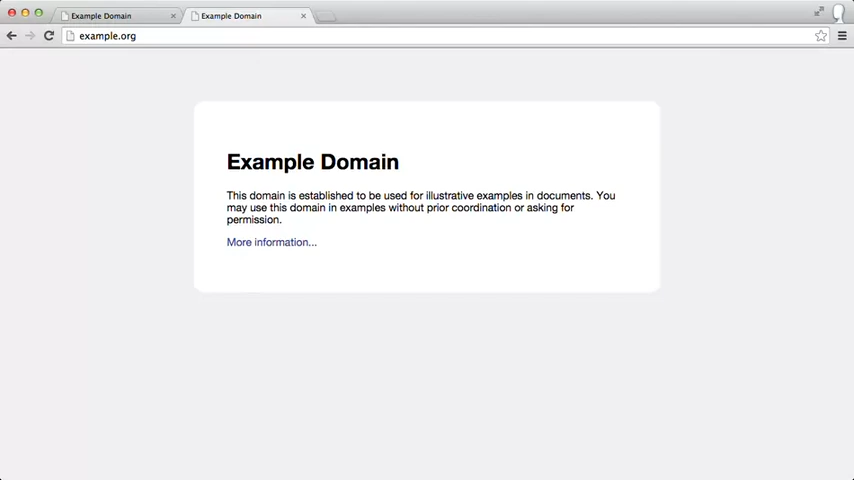 Example Domain
Example Domain
example.org
Example Domain
This domain is established to be used for illustrative examples in documents. You
may use this domain in examples without prior coordination or asking for
permission.
More information...